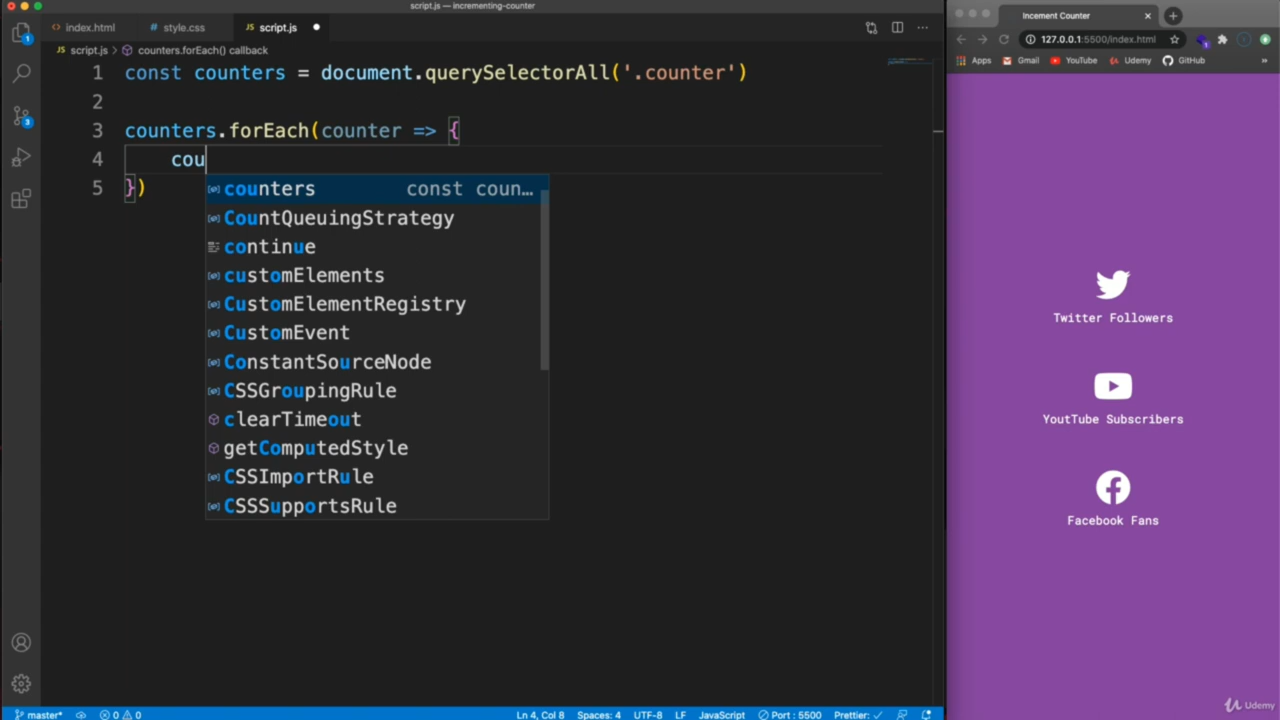 script.js — incrementing-counter
index.html
style.css
script.js
script.js > counters.forEach() callback
1 const counters = document.querySelectorAll('.counter')
2
3 counters.forEach(counter => {
4 cou
5 })
counters const coun…
CountQueuingStrategy
continue
customElements
CustomElementRegistry
CustomEvent
ConstantSourceNode
CSSGroupingRule
clearTimeout
getComputedStyle
CSSImportRule
CSSSupportsRule
1
3
master* 0 0 Ln 4, Col 8 Spaces: 4 UTF-8 LF JavaScript Port : 5500 Prettier: ✓
Incement Counter
127.0.0.1:5500/index.html
Apps Gmail YouTube Udemy GitHub »
Twitter Followers
YoutTube Subscribers
Facebook Fans
Udemy